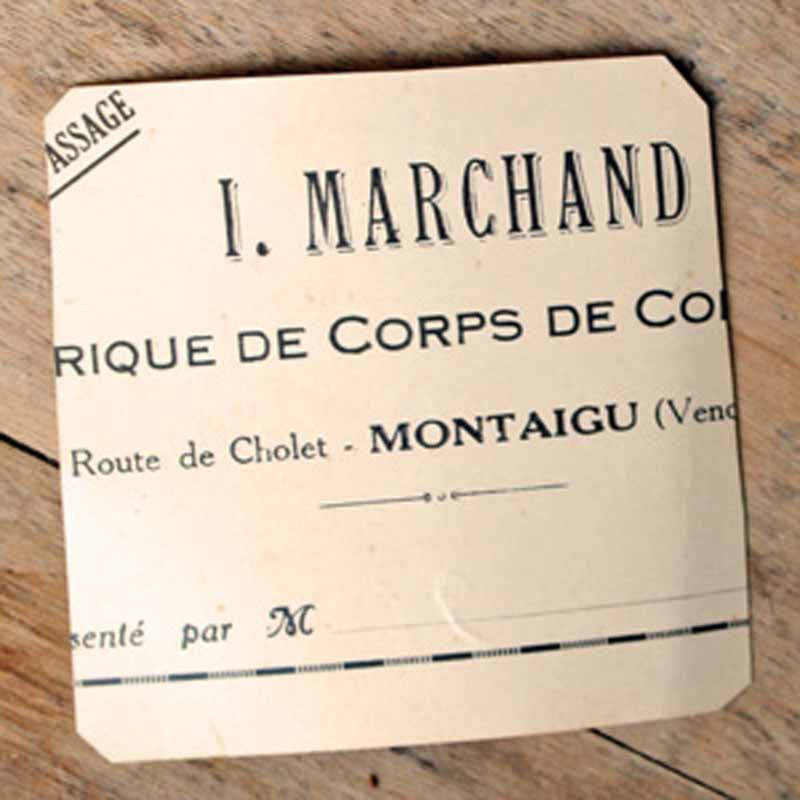 ASSAGE
I. MARCHAND
RIQUE DE CORPS DE CO
Route de Cholet - MONTAIGU (Vend
senté par M